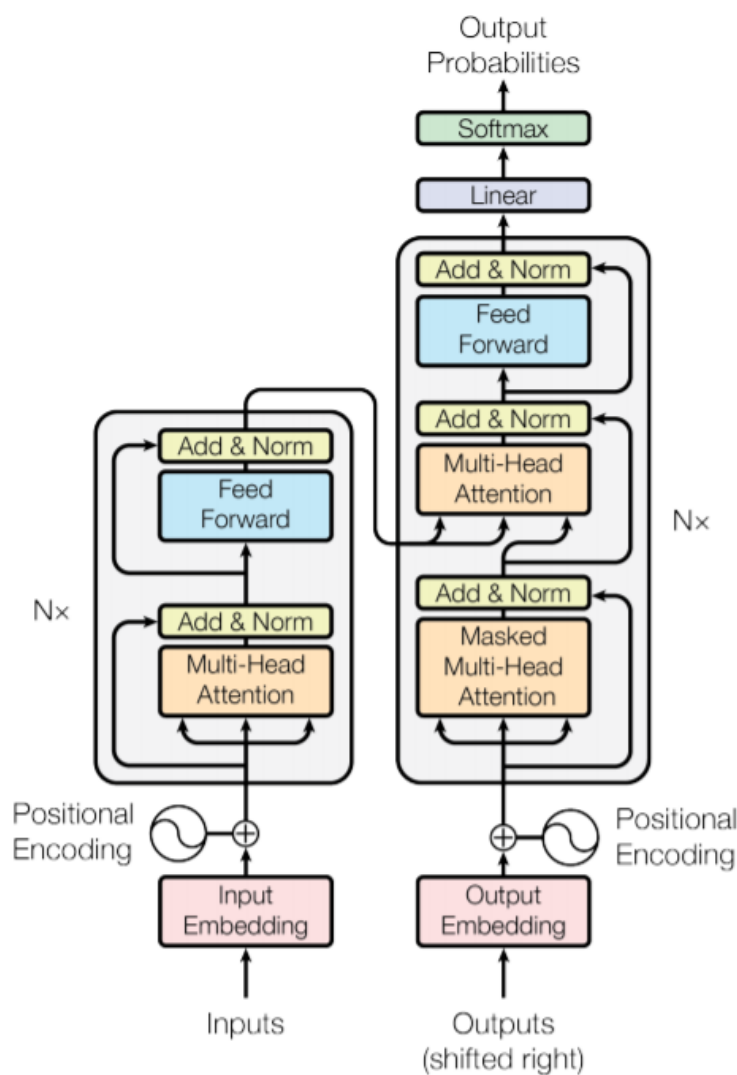 Output
Probabilities
Softmax
Linear
Add & Norm
Feed
Forward
Add & Norm
Multi-Head
Attention
Nx
Add & Norm
Masked
Multi-Head
Attention
Add & Norm
Feed
Forward
Nx
Add & Norm
Multi-Head
Attention
Positional
Encoding
Positional
Encoding
Input
Embedding
Output
Embedding
Inputs
Outputs
(shifted right)